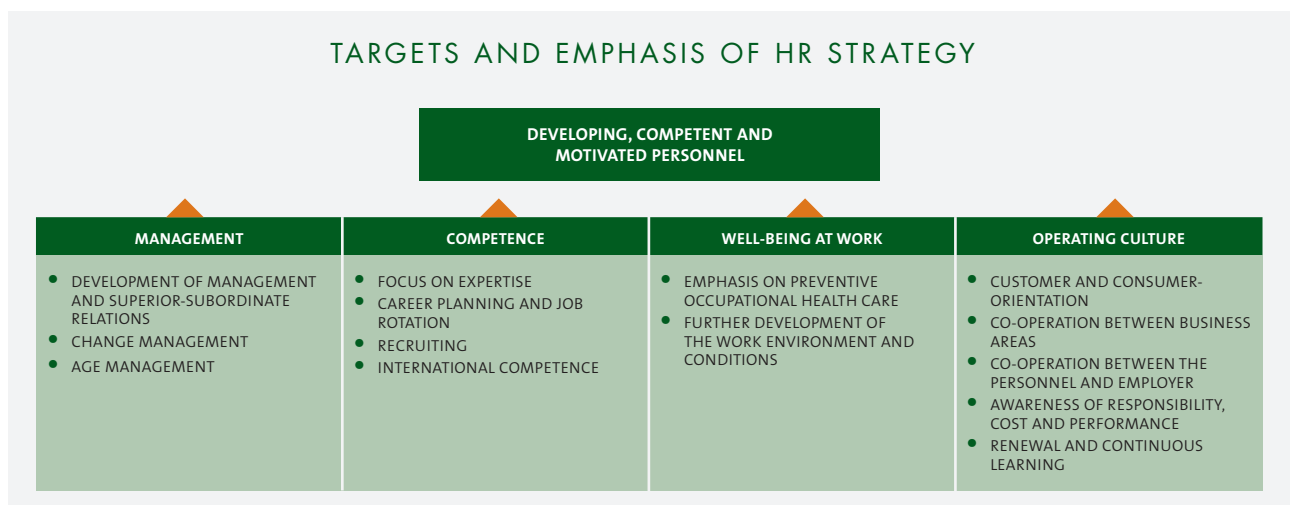 TARGETS AND EMPHASIS OF HR STRATEGY
DEVELOPING, COMPETENT AND
MOTIVATED PERSONNEL
MANAGEMENT
• DEVELOPMENT OF MANAGEMENT
AND SUPERIOR-SUBORDINATE
RELATIONS
• CHANGE MANAGEMENT
• AGE MANAGEMENT
COMPETENCE
• FOCUS ON EXPERTISE
• CAREER PLANNING AND JOB
ROTATION
• RECRUITING
• INTERNATIONAL COMPETENCE
WELL-BEING AT WORK
• EMPHASIS ON PREVENTIVE
OCCUPATIONAL HEALTH CARE
• FURTHER DEVELOPMENT OF
THE WORK ENVIRONMENT AND
CONDITIONS
OPERATING CULTURE
• CUSTOMER AND CONSUMER-
ORIENTATION
• CO-OPERATION BETWEEN BUSINESS
AREAS
• CO-OPERATION BETWEEN THE
PERSONNEL AND EMPLOYER
• AWARENESS OF RESPONSIBILITY,
COST AND PERFORMANCE
• RENEWAL AND CONTINUOUS
LEARNING